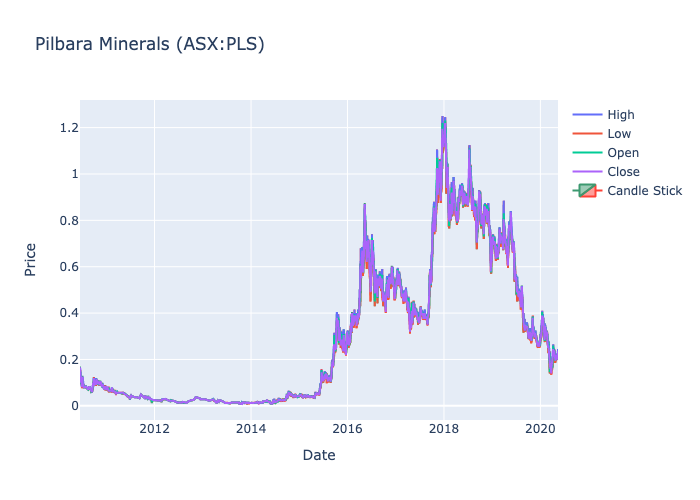 Pilbara Minerals (ASX:PLS)
High
Low
Open
Close
Candle Stick
1.2
1
0.8
0.6
0.4
0.2
0
Price
2012
2014
2016
2018
2020
Date